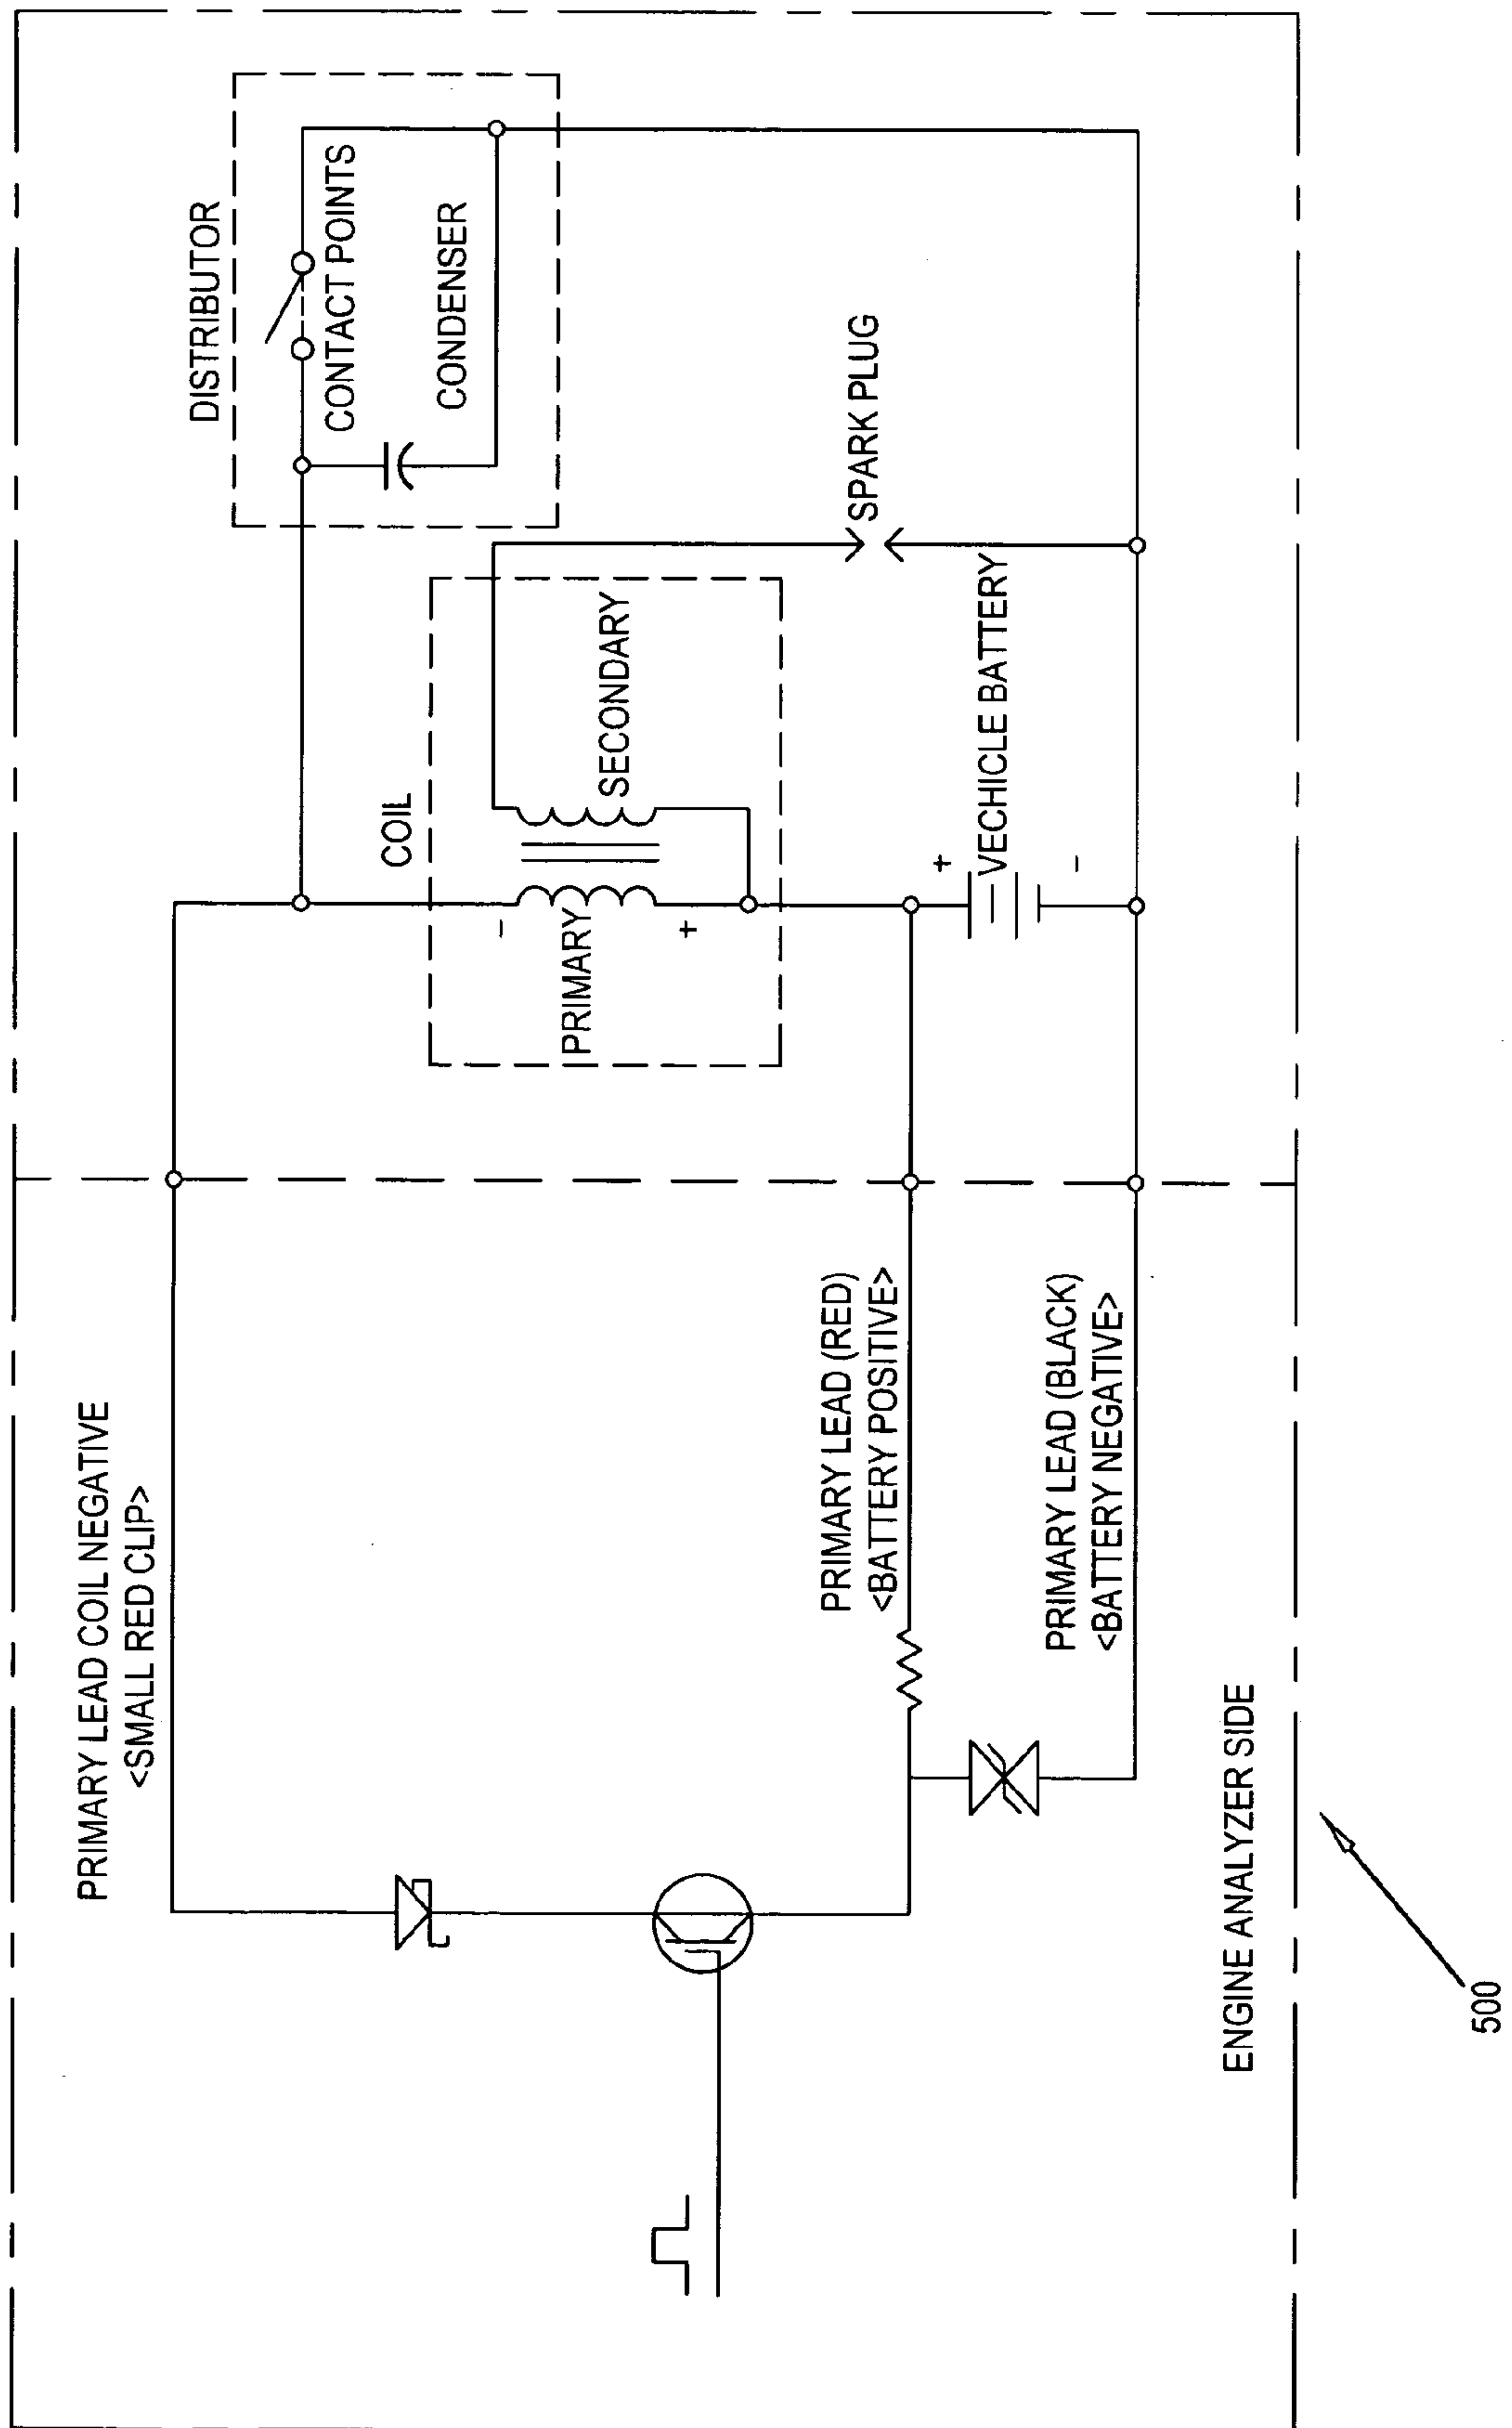 PRIMARY LEAD COIL NEGATIVE
<SMALL RED CLIP>
DISTRIBUTOR
CONTACT POINTS
CONDENSER
COIL
PRIMARY
SECONDARY
-
+
SPARK PLUG
+
VECHICLE BATTERY
-
PRIMARY LEAD (RED)
<BATTERY POSITIVE>
PRIMARY LEAD (BLACK)
<BATTERY NEGATIVE>
ENGINE ANALYZER SIDE
500